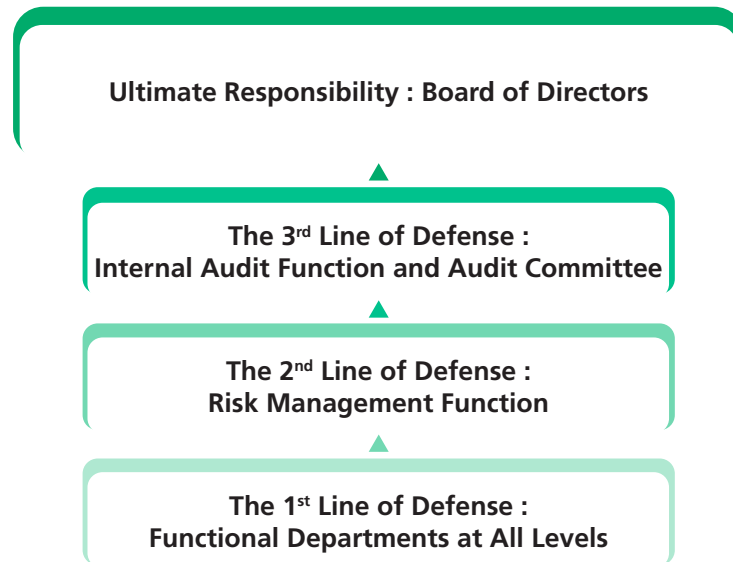 Ultimate Responsibility : Board of Directors
The 3rd Line of Defense :
Internal Audit Function and Audit Committee
The 2nd Line of Defense :
Risk Management Function
The 1st Line of Defense :
Functional Departments at All Levels